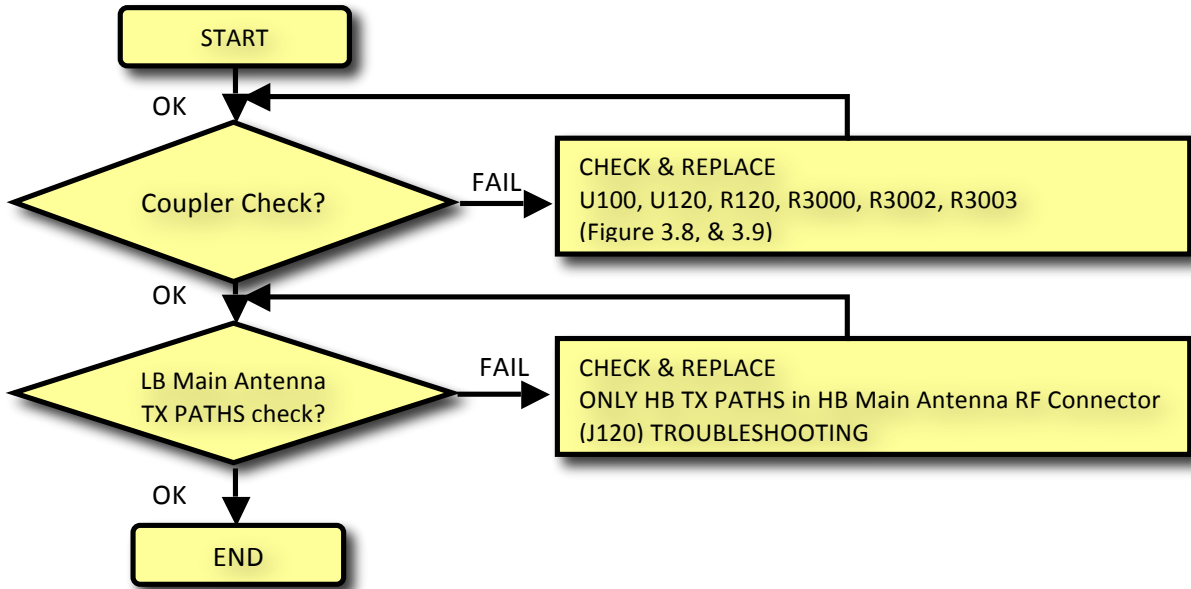 START
OK
Coupler Check?
FAIL
CHECK & REPLACE
U100, U120, R120, R3000, R3002, R3003
(Figure 3.8, & 3.9)
OK
LB Main Antenna
TX PATHS check?
FAIL
CHECK & REPLACE
ONLY HB TX PATHS in HB Main Antenna RF Connector
(J120) TROUBLESHOOTING
OK
END